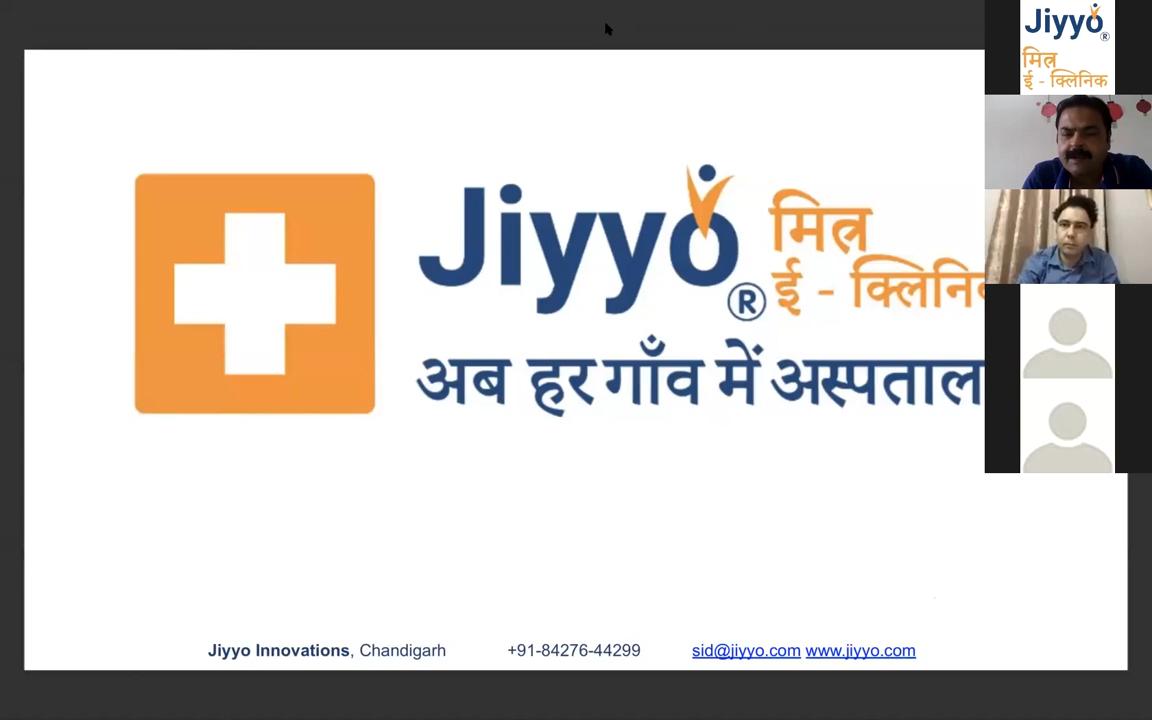 Jiyyo®
मित्र
ई - क्लिनिक
Jiyyo® मित्र
ई - क्लिनि
अब हर गाँव में अस्पताल
Jiyyo Innovations, Chandigarh +91-84276-44299 sid@jiyyo.com www.jiyyo.com